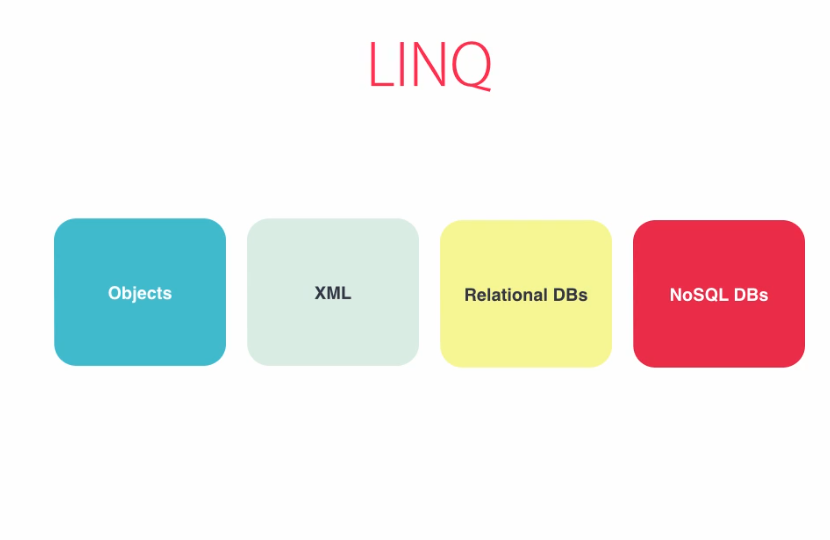 LINQ
Objects
XML
Relational DBs
NoSQL DBs